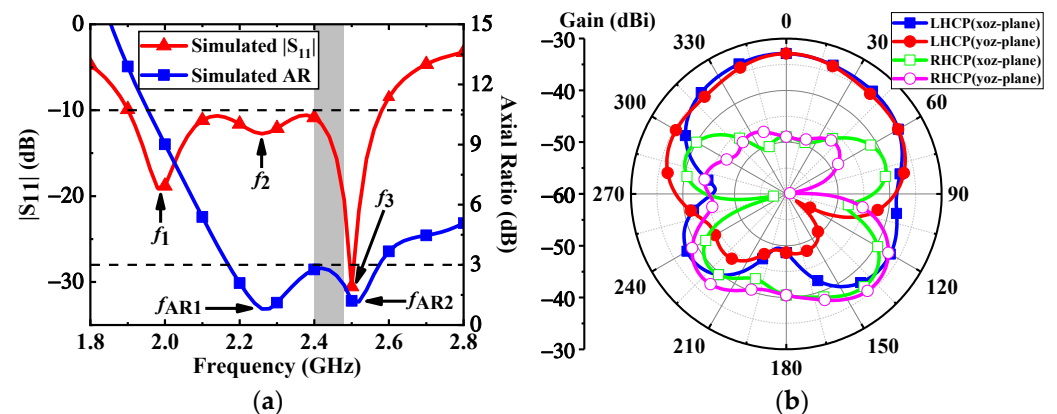 0
-10
-20
-30
|S11| (dB)
Simulated |S11|
Simulated AR
f1
f2
f3
fAR1
fAR2
15
12
9
6
3
0
Axial Ratio (dB)
1.8 2.0 2.2 2.4 2.6 2.8
Frequency (GHz)
(a)
Gain (dBi)
-30
-40
-50
-60
-50
-40
-30
0
30
60
90
120
150
180
210
240
270
300
330
LHCP(xoz-plane)
LHCP(yoz-plane)
RHCP(xoz-plane)
RHCP(yoz-plane)
(b)